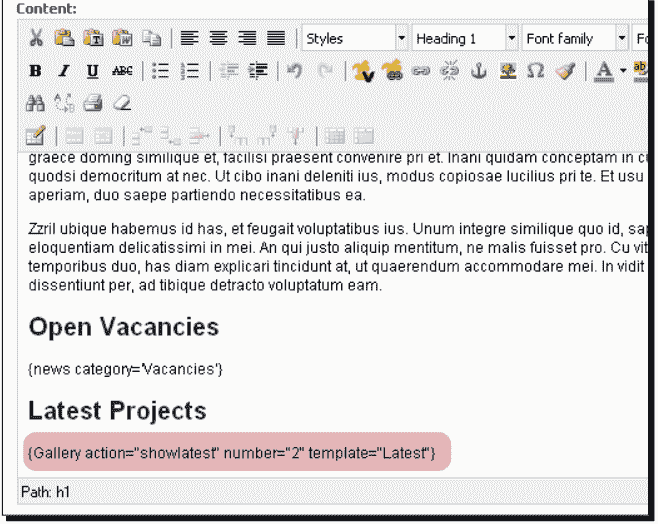 Content:
Styles Heading 1 Font family
B I U ABC
graece doming similique et, facilisi praesent convenire pri et. Inani quidam conceptam in
quodsi democritum at nec. Ut cibo inani deleniti ius, modus copiosae lucilius pri te. Et usu
aperiam, duo saepe partiendo necessitatibus ea.
Zzril ubique habemus id has, et feugait voluptatibus ius. Unum integre similique quo id,
eloquentiam delicatissimi in mei. An qui justo aliquip mentitum, ne malis fuisset pro. Cu
temporibus duo, has diam explicari tincidunt at, ut quaerendum accommodare mei. In vidit
dissentiunt per, ad tibique detracto voluptatum eam.
Open Vacancies
{news category='Vacancies'}
Latest Projects
{Gallery action="showlatest" number="2" template="Latest"}
Path: h1